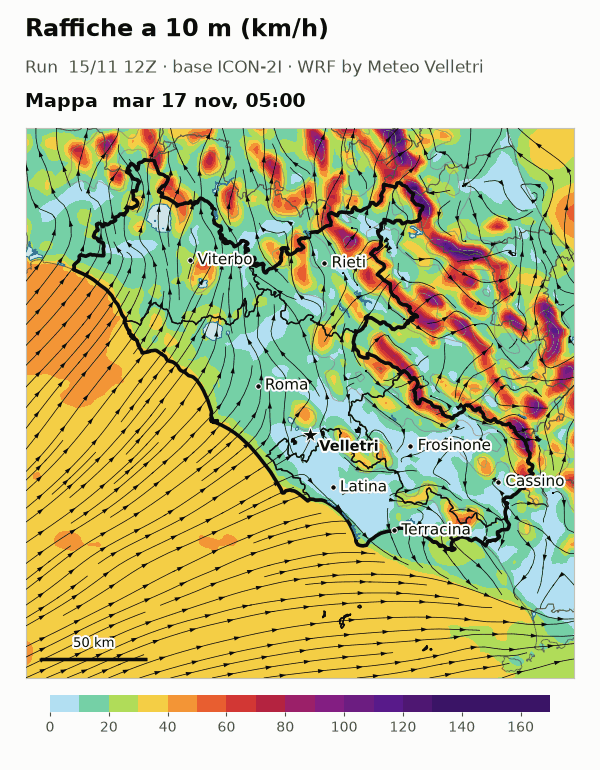 Raffiche a 10 m (km/h)
Run 15/11 12Z · base ICON-2I · WRF by Meteo Velletri
Mappa mar 17 nov, 05:00
Viterbo
Rieti
Roma
Velletri
Frosinone
Latina
Cassino
Terracina
50 km
0 20 40 60 80 100 120 140 160